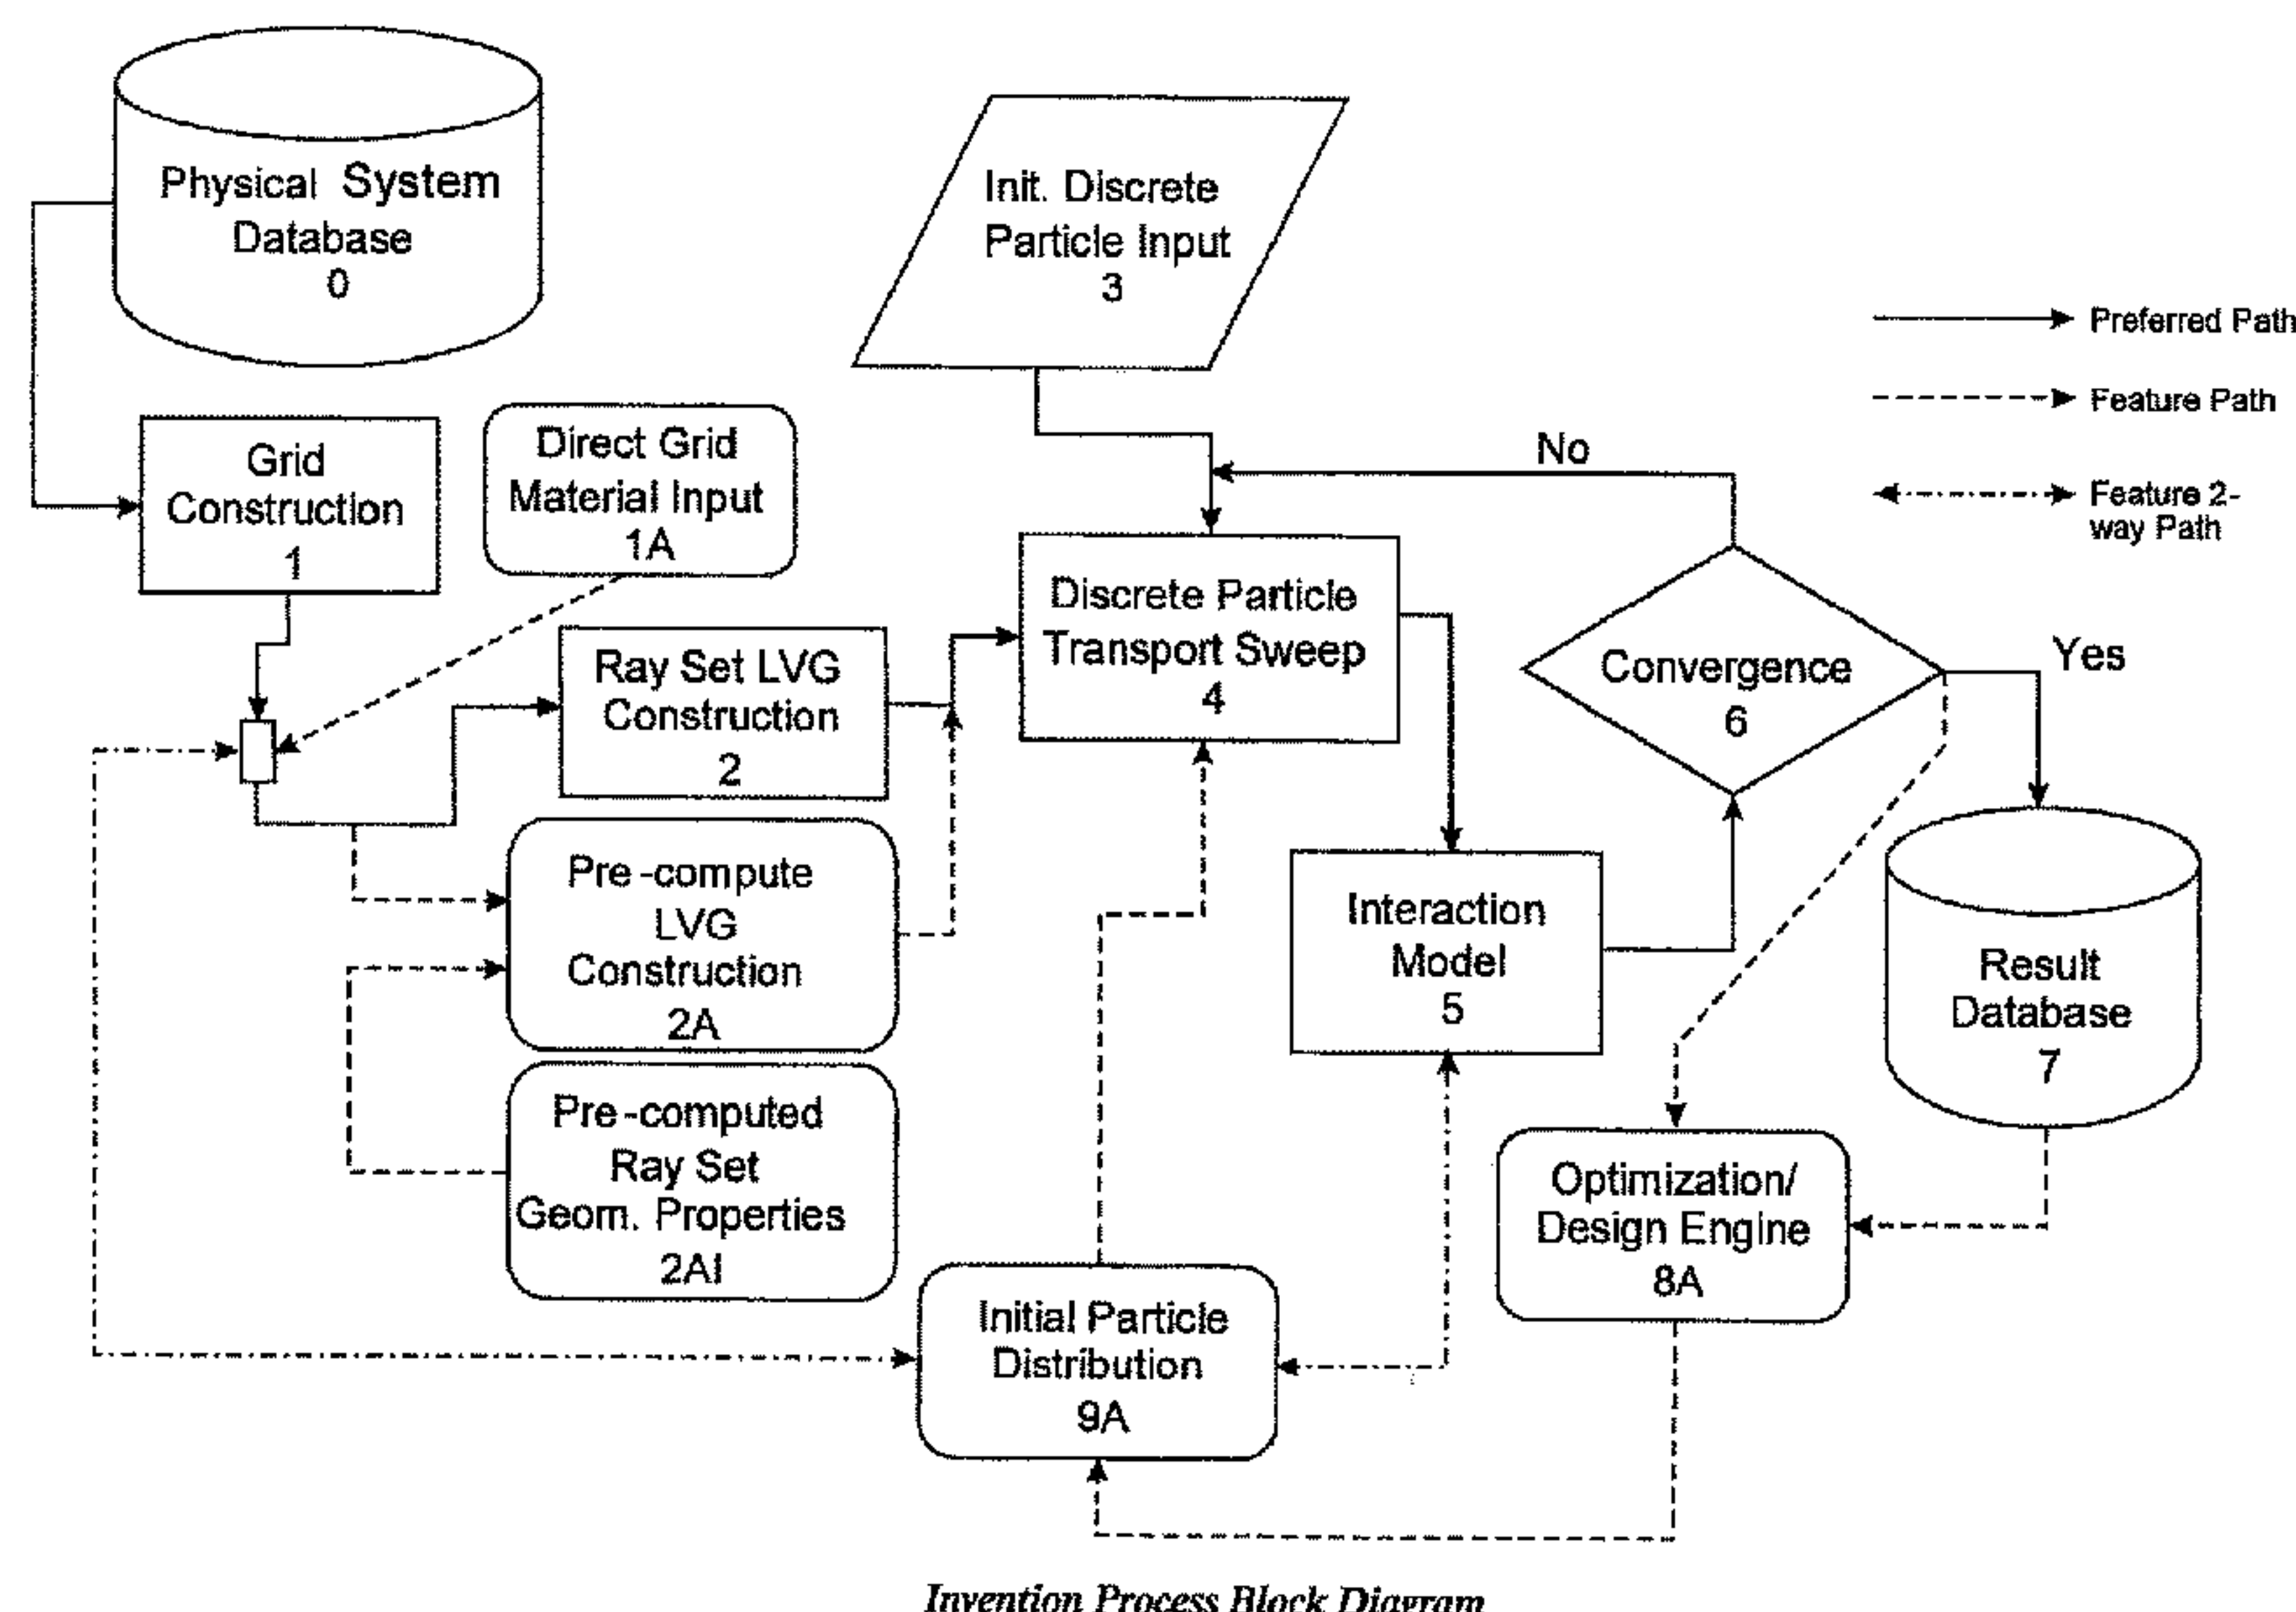 Physical System
Database
0
Init. Discrete
Particle Input
3
Preferred Path
Feature Path
Feature 2-
way Path
Grid
Construction
1
Direct Grid
Material Input
1A
No
Ray Set LVG
Construction
2
Discrete Particle
Transport Sweep
4
Convergence
6
Yes
Pre-compute
LVG
Construction
2A
Interaction
Model
5
Result
Database
7
Pre-computed
Ray Set
Geom. Properties
2AI
Optimization/
Design Engine
8A
Initial Particle
Distribution
9A
Invention Process Block Diagram